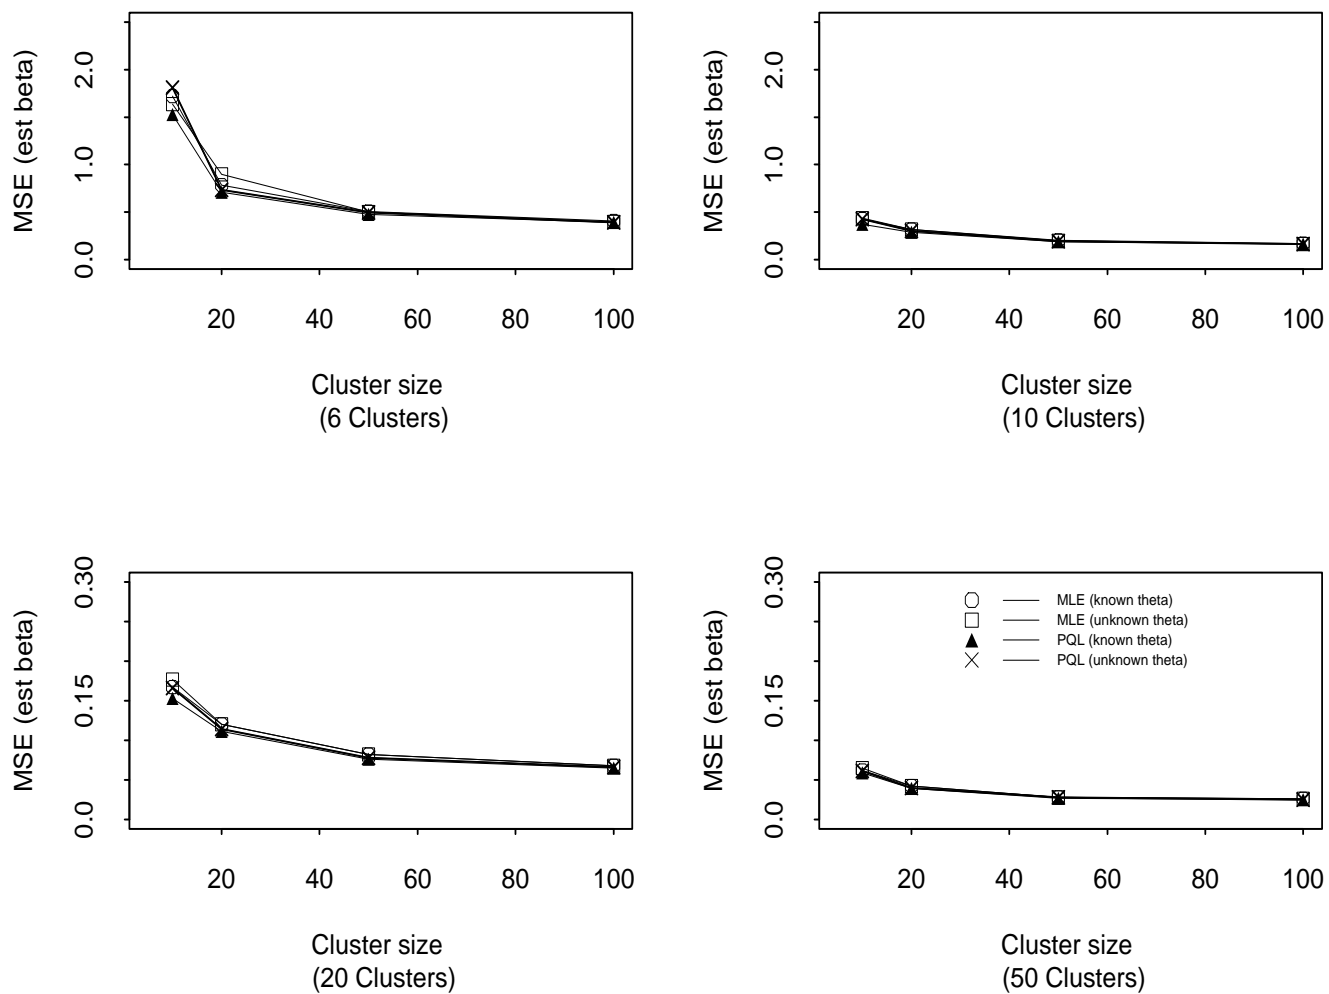 MSE (est beta)
2.0
1.0
0.0
20 40 60 80 100
Cluster size
(6 Clusters)
MSE (est beta)
2.0
1.0
0.0
20 40 60 80 100
Cluster size
(10 Clusters)
MSE (est beta)
0.30
0.15
0.0
20 40 60 80 100
Cluster size
(20 Clusters)
MSE (est beta)
0.30
0.15
0.0
MLE (known theta)
MLE (unknown theta)
PQL (known theta)
PQL (unknown theta)
20 40 60 80 100
Cluster size
(50 Clusters)